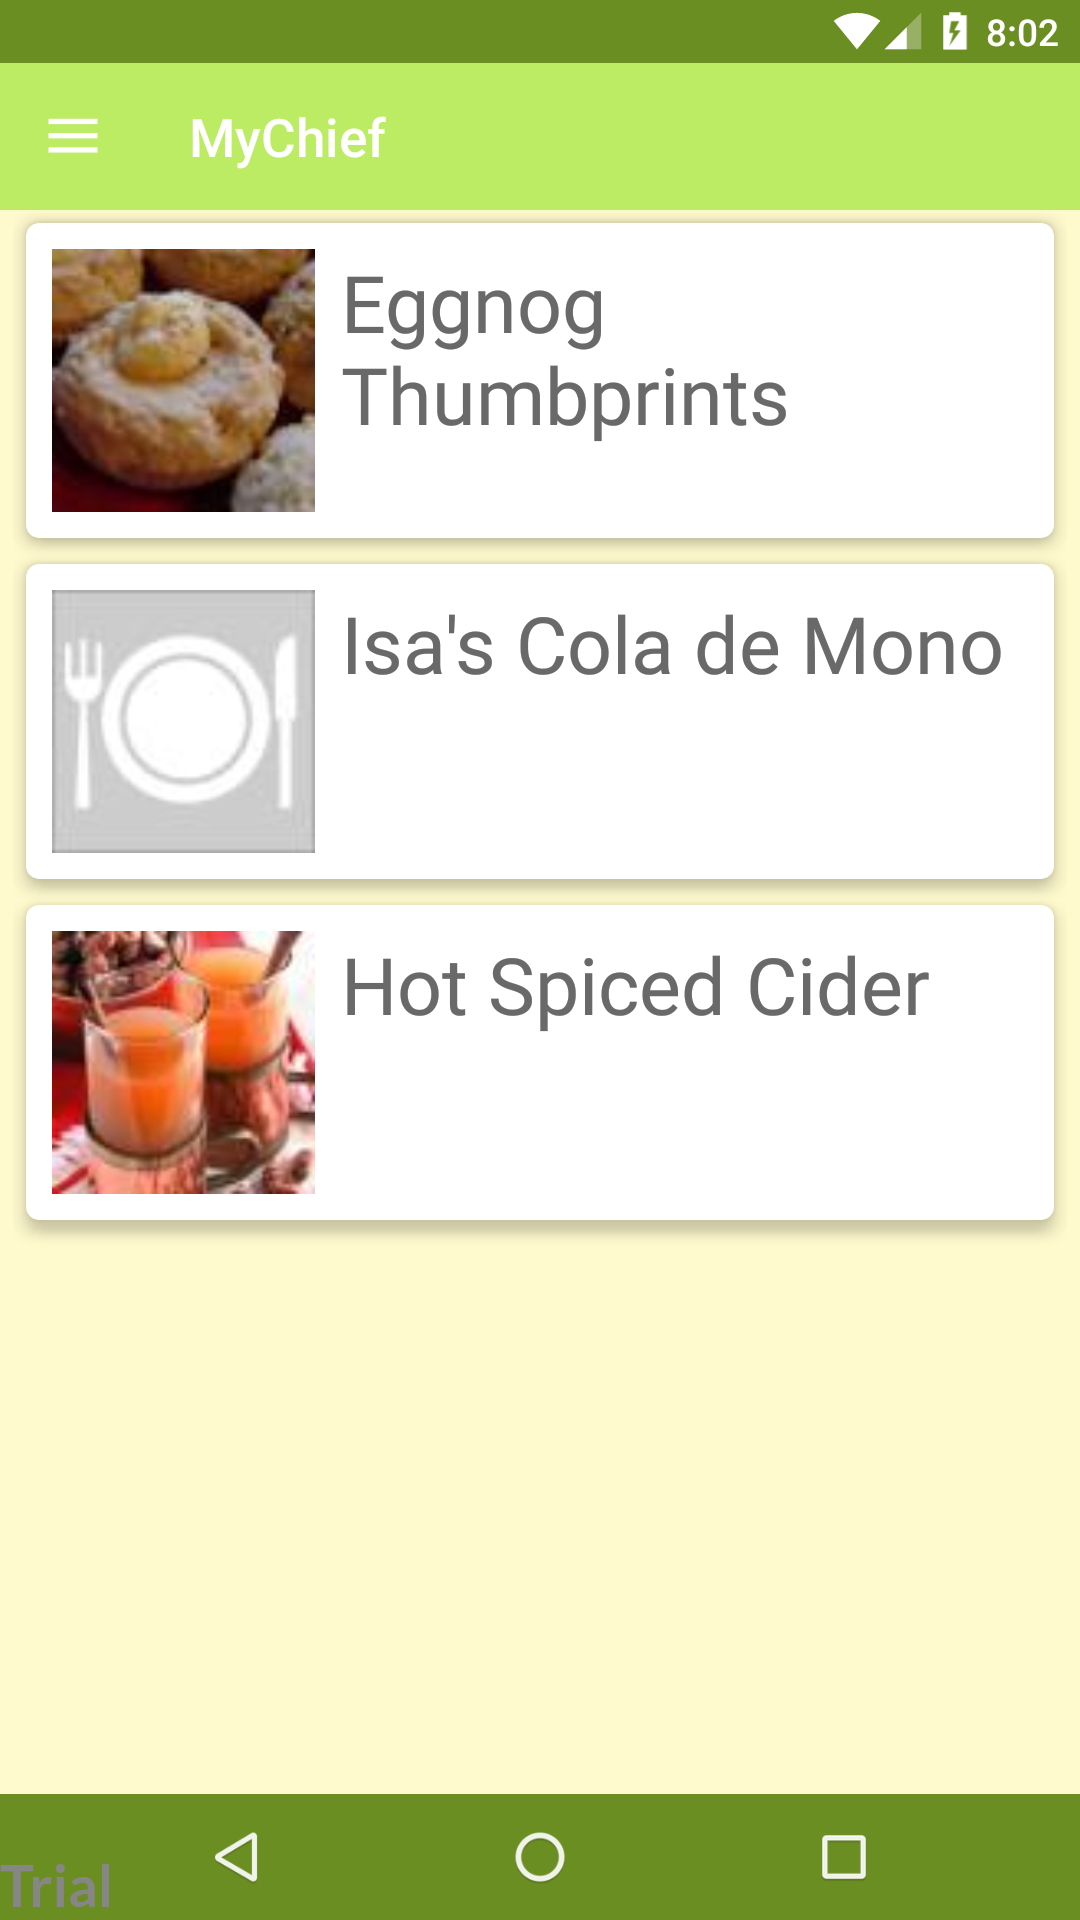 8:02
MyChief
Eggnog
Thumbprints
Isa's Cola de Mono
Hot Spiced Cider
Trial